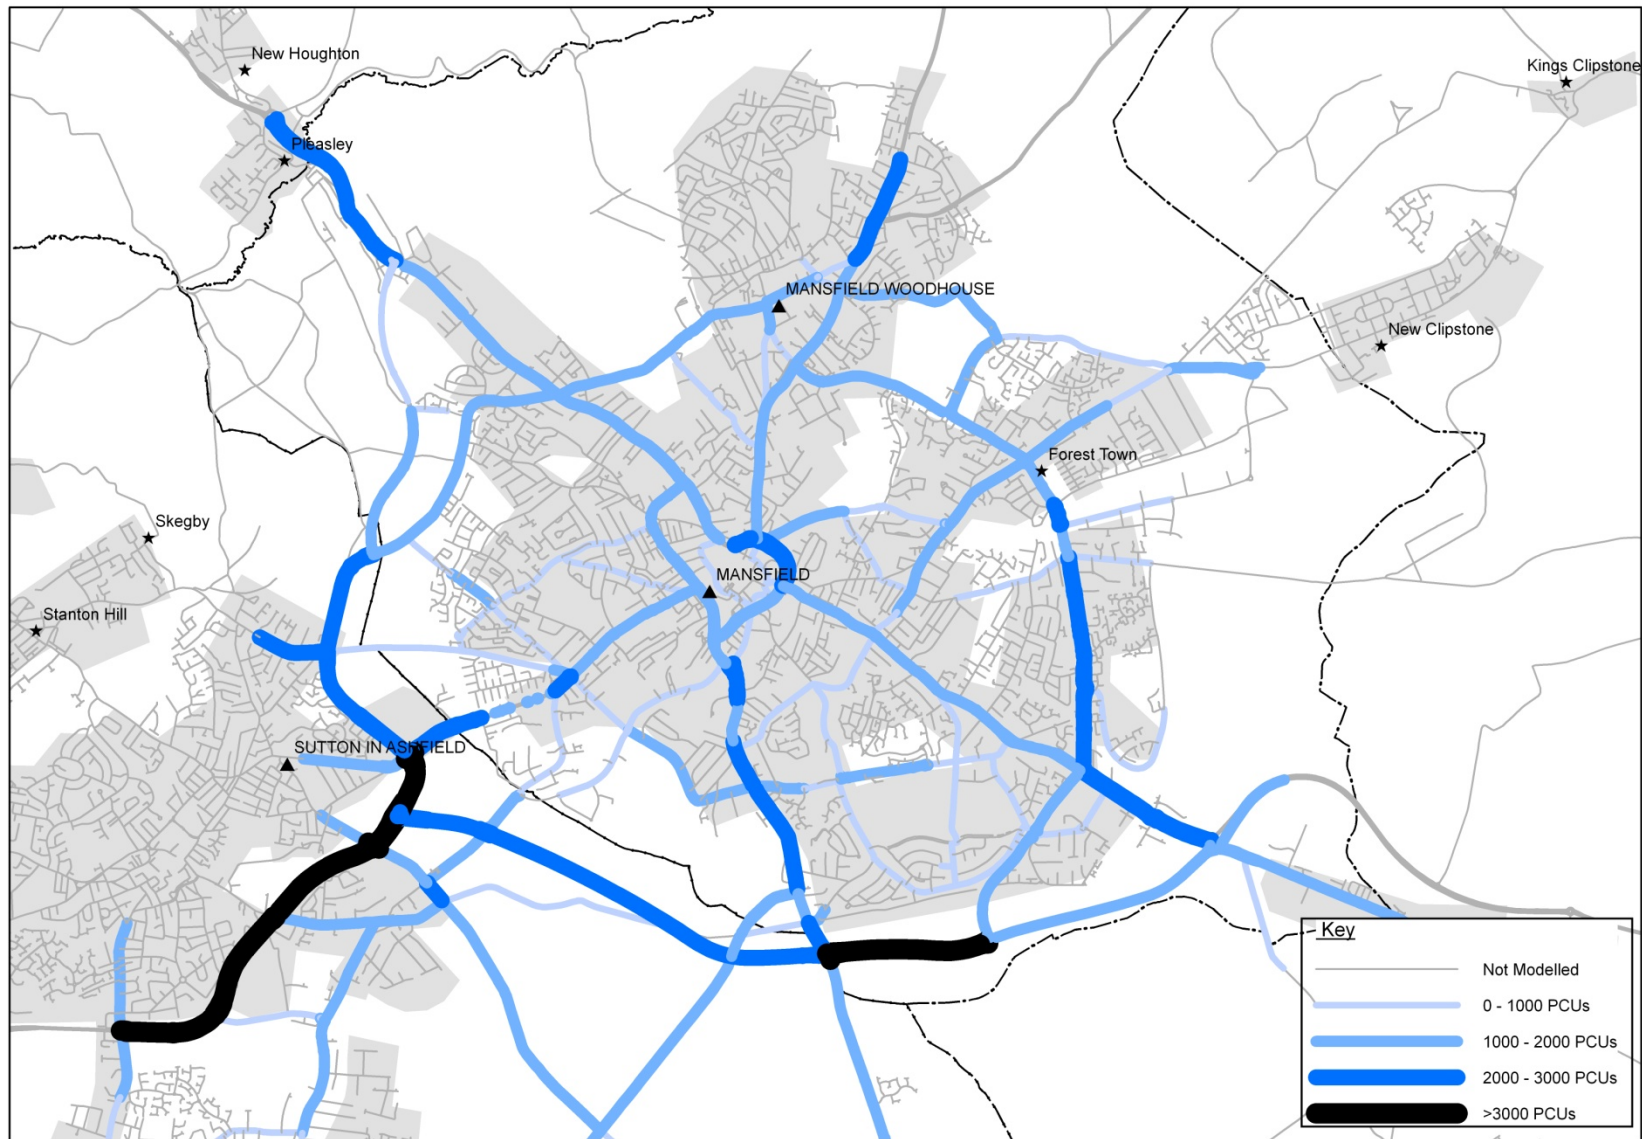 New Houghton
Kings Clipstone
Pleasley
MANSFIELD WOODHOUSE
New Clipstone
Forest Town
Skegby
MANSFIELD
Stanton Hill
SUTTON IN ASHFIELD
Key
Not Modelled
0 - 1000 PCUs
1000 - 2000 PCUs
2000 - 3000 PCUs
>3000 PCUs